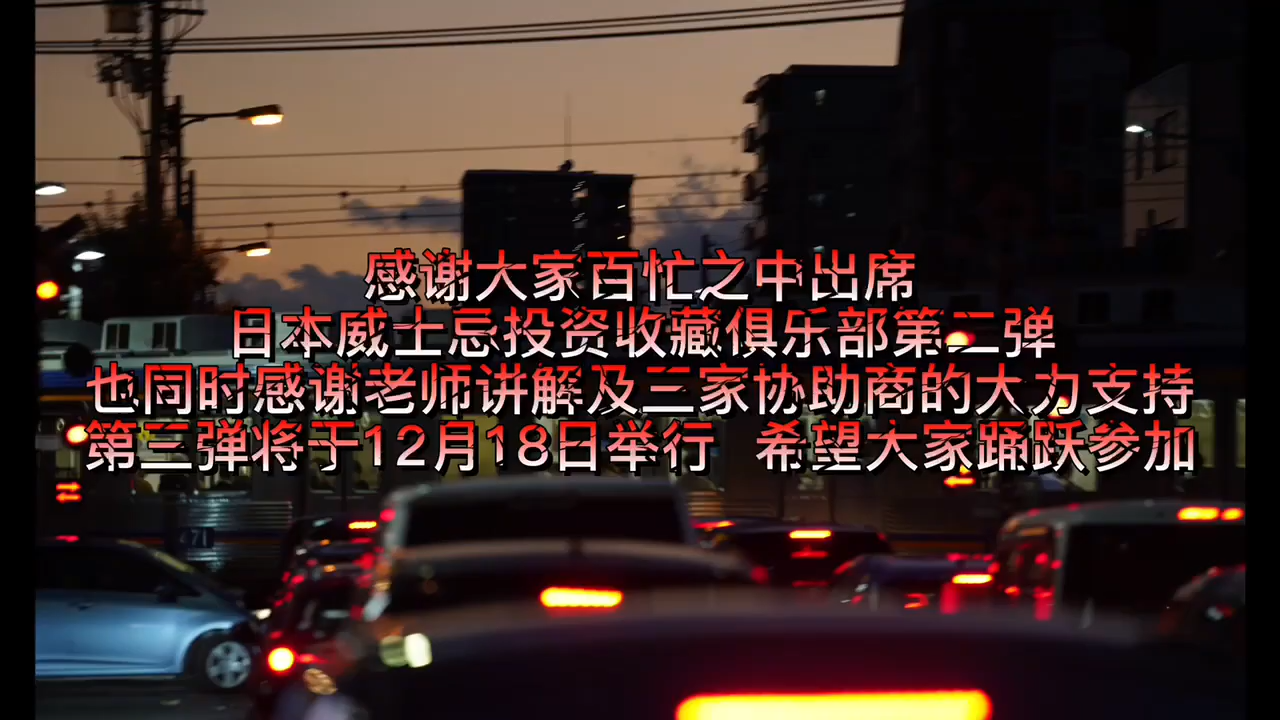 感谢大家百忙之中出席
日本威士忌投资收藏俱乐部第二弹
也同时感谢老师讲解及三家协助商的大力支持
第三弹将于12月18日举行 希望大家踊跃参加
471